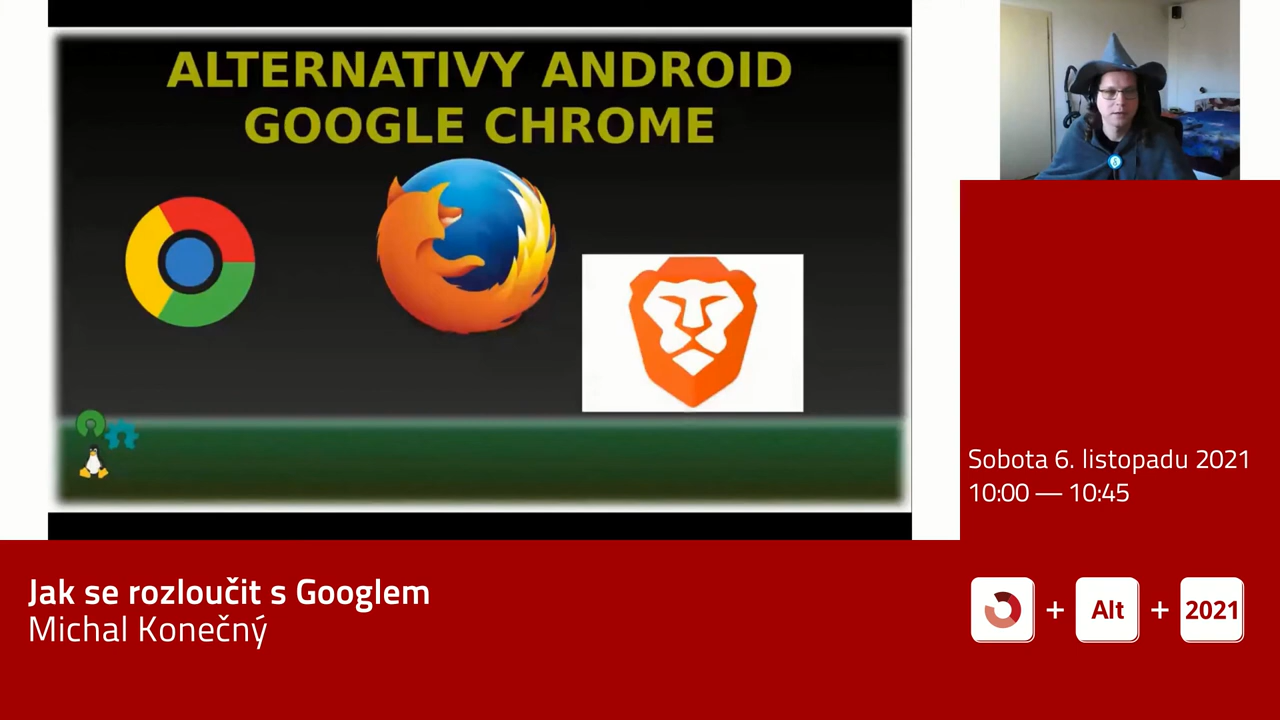 ALTERNATIVY ANDROID
GOOGLE CHROME
Sobota 6. listopadu 2021
10:00 — 10:45
Jak se rozloučit s Googlem
Michal Konečný
+ Alt + 2021